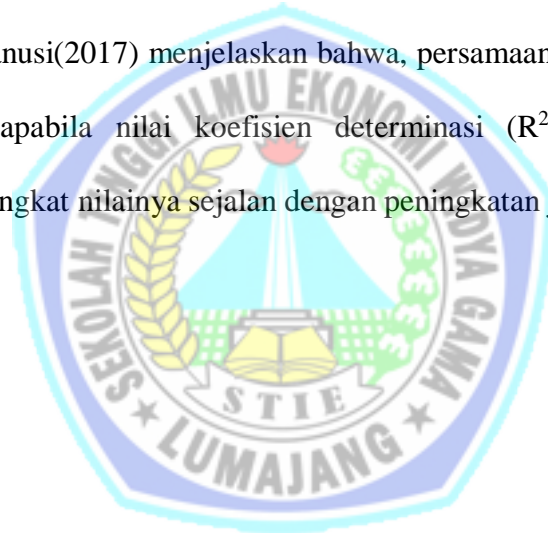 anusi(2017) menjelaskan bahwa, persamaan
apabila nilai koefisien determinasi (R²
ngkat nilainya sejalan dengan peningkatan
SEKOLAH TINGGI ILMU EKONOMI WIDYA GAMA
STIE
LUMAJANG